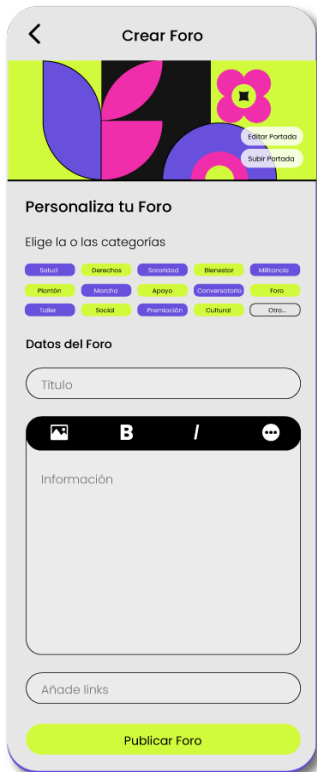 Crear Foro
Editar Portada
Subir Portada
Personaliza tu Foro
Elige la o las categorías
Salud Derechos Sororidad Bienestar Militancia
Plantón Marcha Apoyo Conversatorio Foro
Taller Social Premiación Cultural Otro...
Datos del Foro
Título
B I
Información
Añade links
Publicar Foro